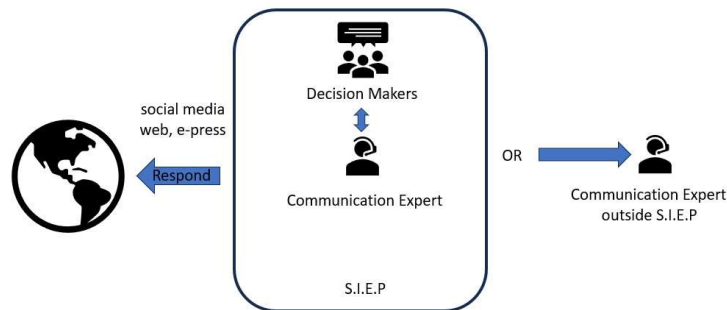 Decision Makers
social media
web, e-press
Respond
Communication Expert
S.I.E.P
OR
Communication Expert
outside S.I.E.P